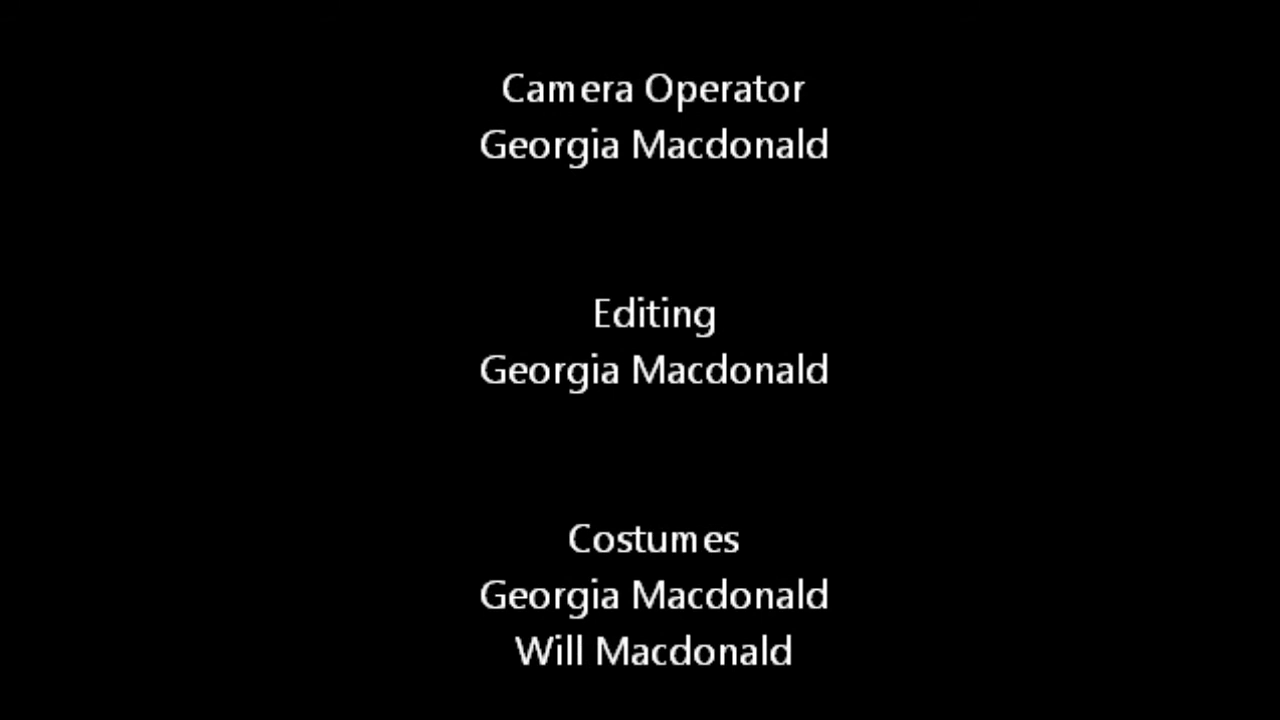 Camera Operator
Georgia Macdonald
Editing
Georgia Macdonald
Costumes
Georgia Macdonald
Will Macdonald